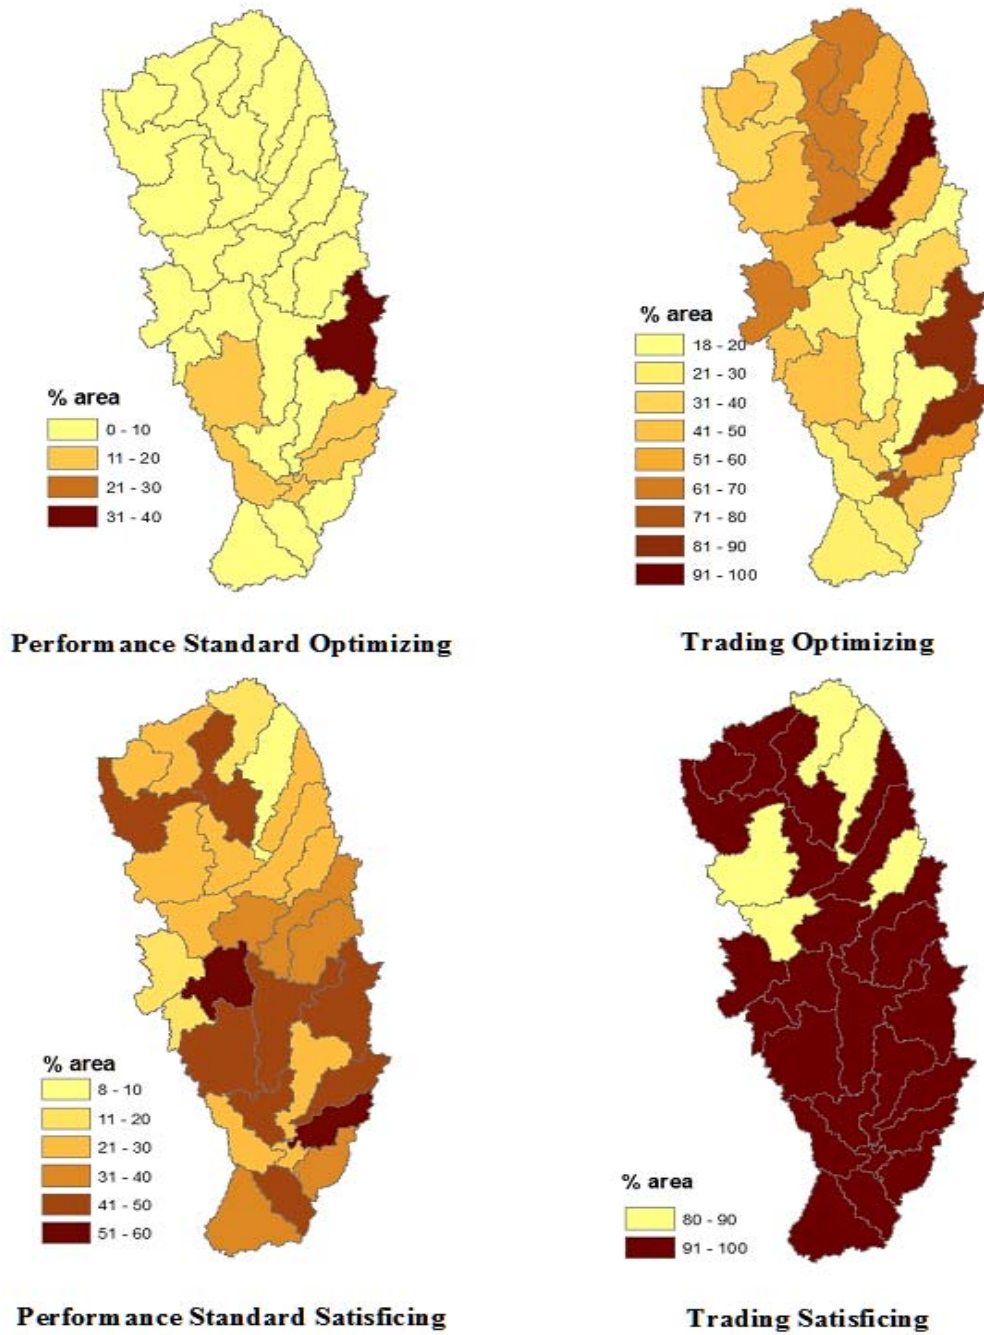 % area
0 - 10
11 - 20
21 - 30
31 - 40
Performance Standard Optimizing
% area
18 - 20
21 - 30
31 - 40
41 - 50
51 - 60
61 - 70
71 - 80
81 - 90
91 - 100
Trading Optimizing
% area
8 - 10
11 - 20
21 - 30
31 - 40
41 - 50
51 - 60
Performance Standard Satisficing
% area
80 - 90
91 - 100
Trading Satisficing